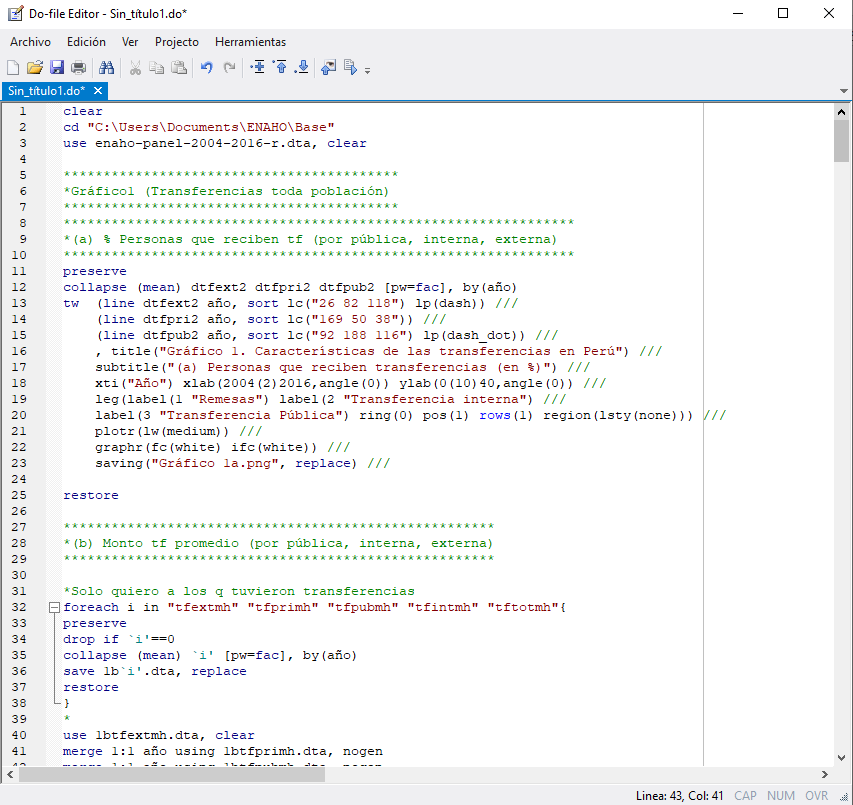 Do-file Editor - Sin_título1.do*
Archivo Edición Ver Proyecto Herramientas
Sin_título1.do* ×
1 clear
2 cd "C:\Users\Documents\ENAHO\Base"
3 use enaho-panel-2004-2016-r.dta, clear
4
5 ******************************************
6 *Gráfico1 (Transferencias toda población)
7 ******************************************
8 ****************************************************************
9 *(a) % Personas que reciben tf (por pública, interna, externa)
10 ****************************************************************
11 preserve
12 collapse (mean) dtfext2 dtfpri2 dtfpub2 [pw=fac], by(año)
13 tw  (line dtfext2 año, sort lc("26 82 118") lp(dash)) ///
14     (line dtfpri2 año, sort lc("169 50 38")) ///
15     (line dtfpub2 año, sort lc("92 188 116") lp(dash_dot)) ///
16     , title("Gráfico 1. Características de las transferencias en Perú") ///
17     subtitle("(a) Personas que reciben transferencias (en %)") ///
18     xti("Año") xlab(2004(2)2016,angle(0)) ylab(0(10)40,angle(0)) ///
19     leg(label(1 "Remesas") label(2 "Transferencia interna") ///
20     label(3 "Transferencia Pública") ring(0) pos(1) rows(1) region(lsty(none))) ///
21     plotr(lw(medium)) ///
22     graphr(fc(white) ifc(white)) ///
23     saving("Gráfico 1a.png", replace) ///
24
25 restore
26
27 ******************************************************
28 *(b) Monto tf promedio (por pública, interna, externa)
29 ******************************************************
30
31 *Solo quiero a los q tuvieron transferencias
32 foreach i in "tfextmh" "tfprimh" "tfpubmh" "tfintmh" "tftotmh"{
33 preserve
34 drop if `i'==0
35 collapse (mean) `i' [pw=fac], by(año)
36 save lb`i'.dta, replace
37 restore
38 }
39 *
40 use lbtfextmh.dta, clear
41 merge 1:1 año using lbtfprimh.dta, nogen
Linea: 43, Col: 41 CAP NUM OVR